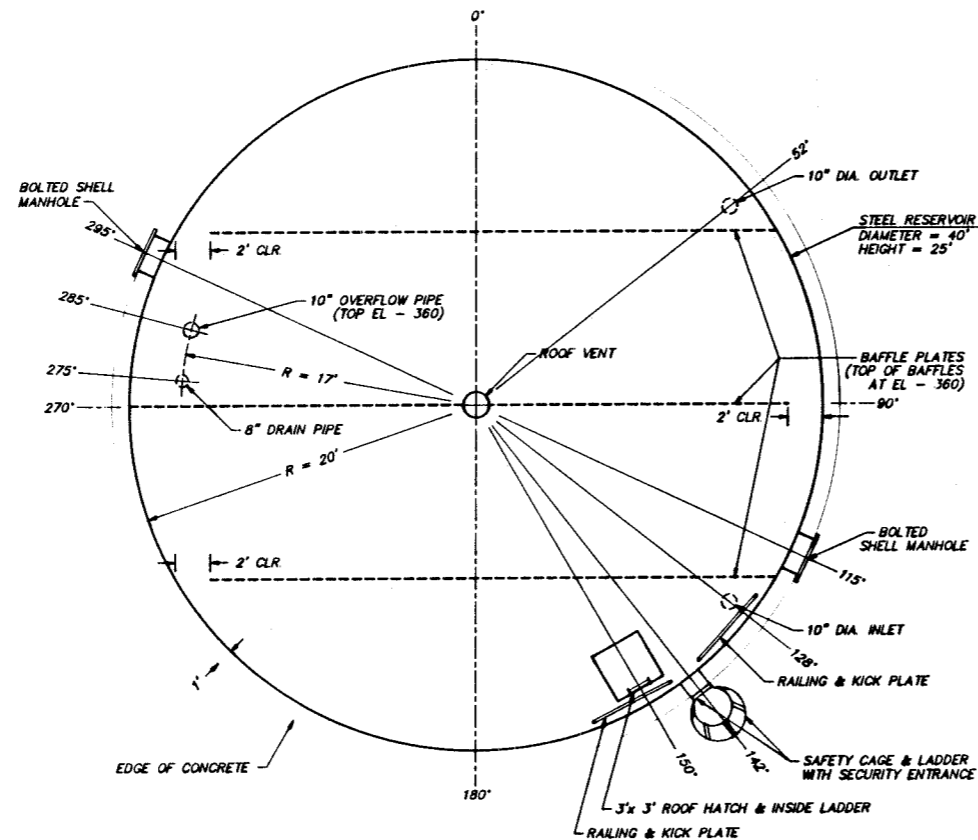 0°
52°
10" DIA. OUTLET
BOLTED SHELL
MANHOLE
295°
STEEL RESERVOIR
DIAMETER = 40'
HEIGHT = 25'
2' CLR.
285°
10" OVERFLOW PIPE
(TOP EL - 360)
ROOF VENT
R = 17'
BAFFLE PLATES
(TOP OF BAFFLES
AT EL - 360)
275°
270°
90°
2' CLR.
8" DRAIN PIPE
R = 20'
BOLTED
SHELL MANHOLE
115°
2' CLR.
10" DIA. INLET
128°
RAILING & KICK PLATE
1'
EDGE OF CONCRETE
150°
142°
SAFETY CAGE & LADDER
WITH SECURITY ENTRANCE
180°
3'x 3' ROOF HATCH & INSIDE LADDER
RAILING & KICK PLATE